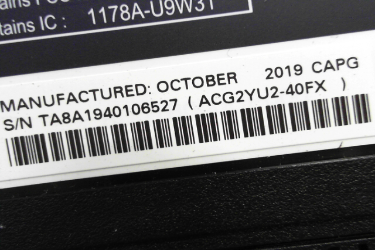 tains IC : 1178A-U9W31
MANUFACTURED: OCTOBER 2019 CAPG
S/N TA8A1940106527 ( ACG2YU2-40FX )